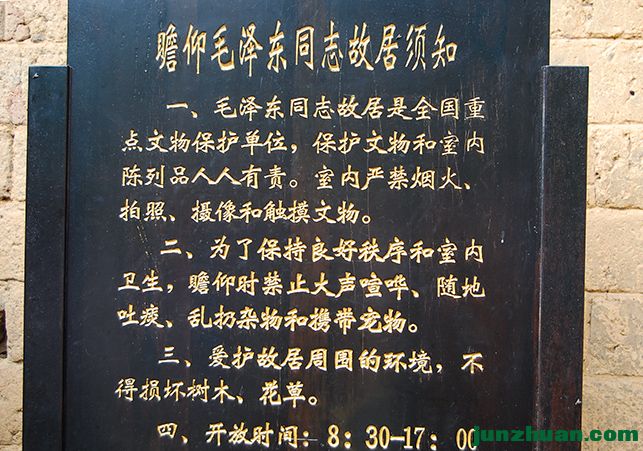 瞻仰毛泽东同志故居须知
一、毛泽东同志故居是全国重
点文物保护单位，保护文物和室内
陈列品人人有责。室内严禁烟火、
拍照、摄像和触摸文物。
二、为了保持良好秩序和室内
卫生，瞻仰时禁止大声喧哗、随地
吐痰、乱扔杂物和携带宠物。
三、爱护故居周围的环境，不
得损坏树木、花草。
四、开放时间：8：30-17：00
junzhuan.com